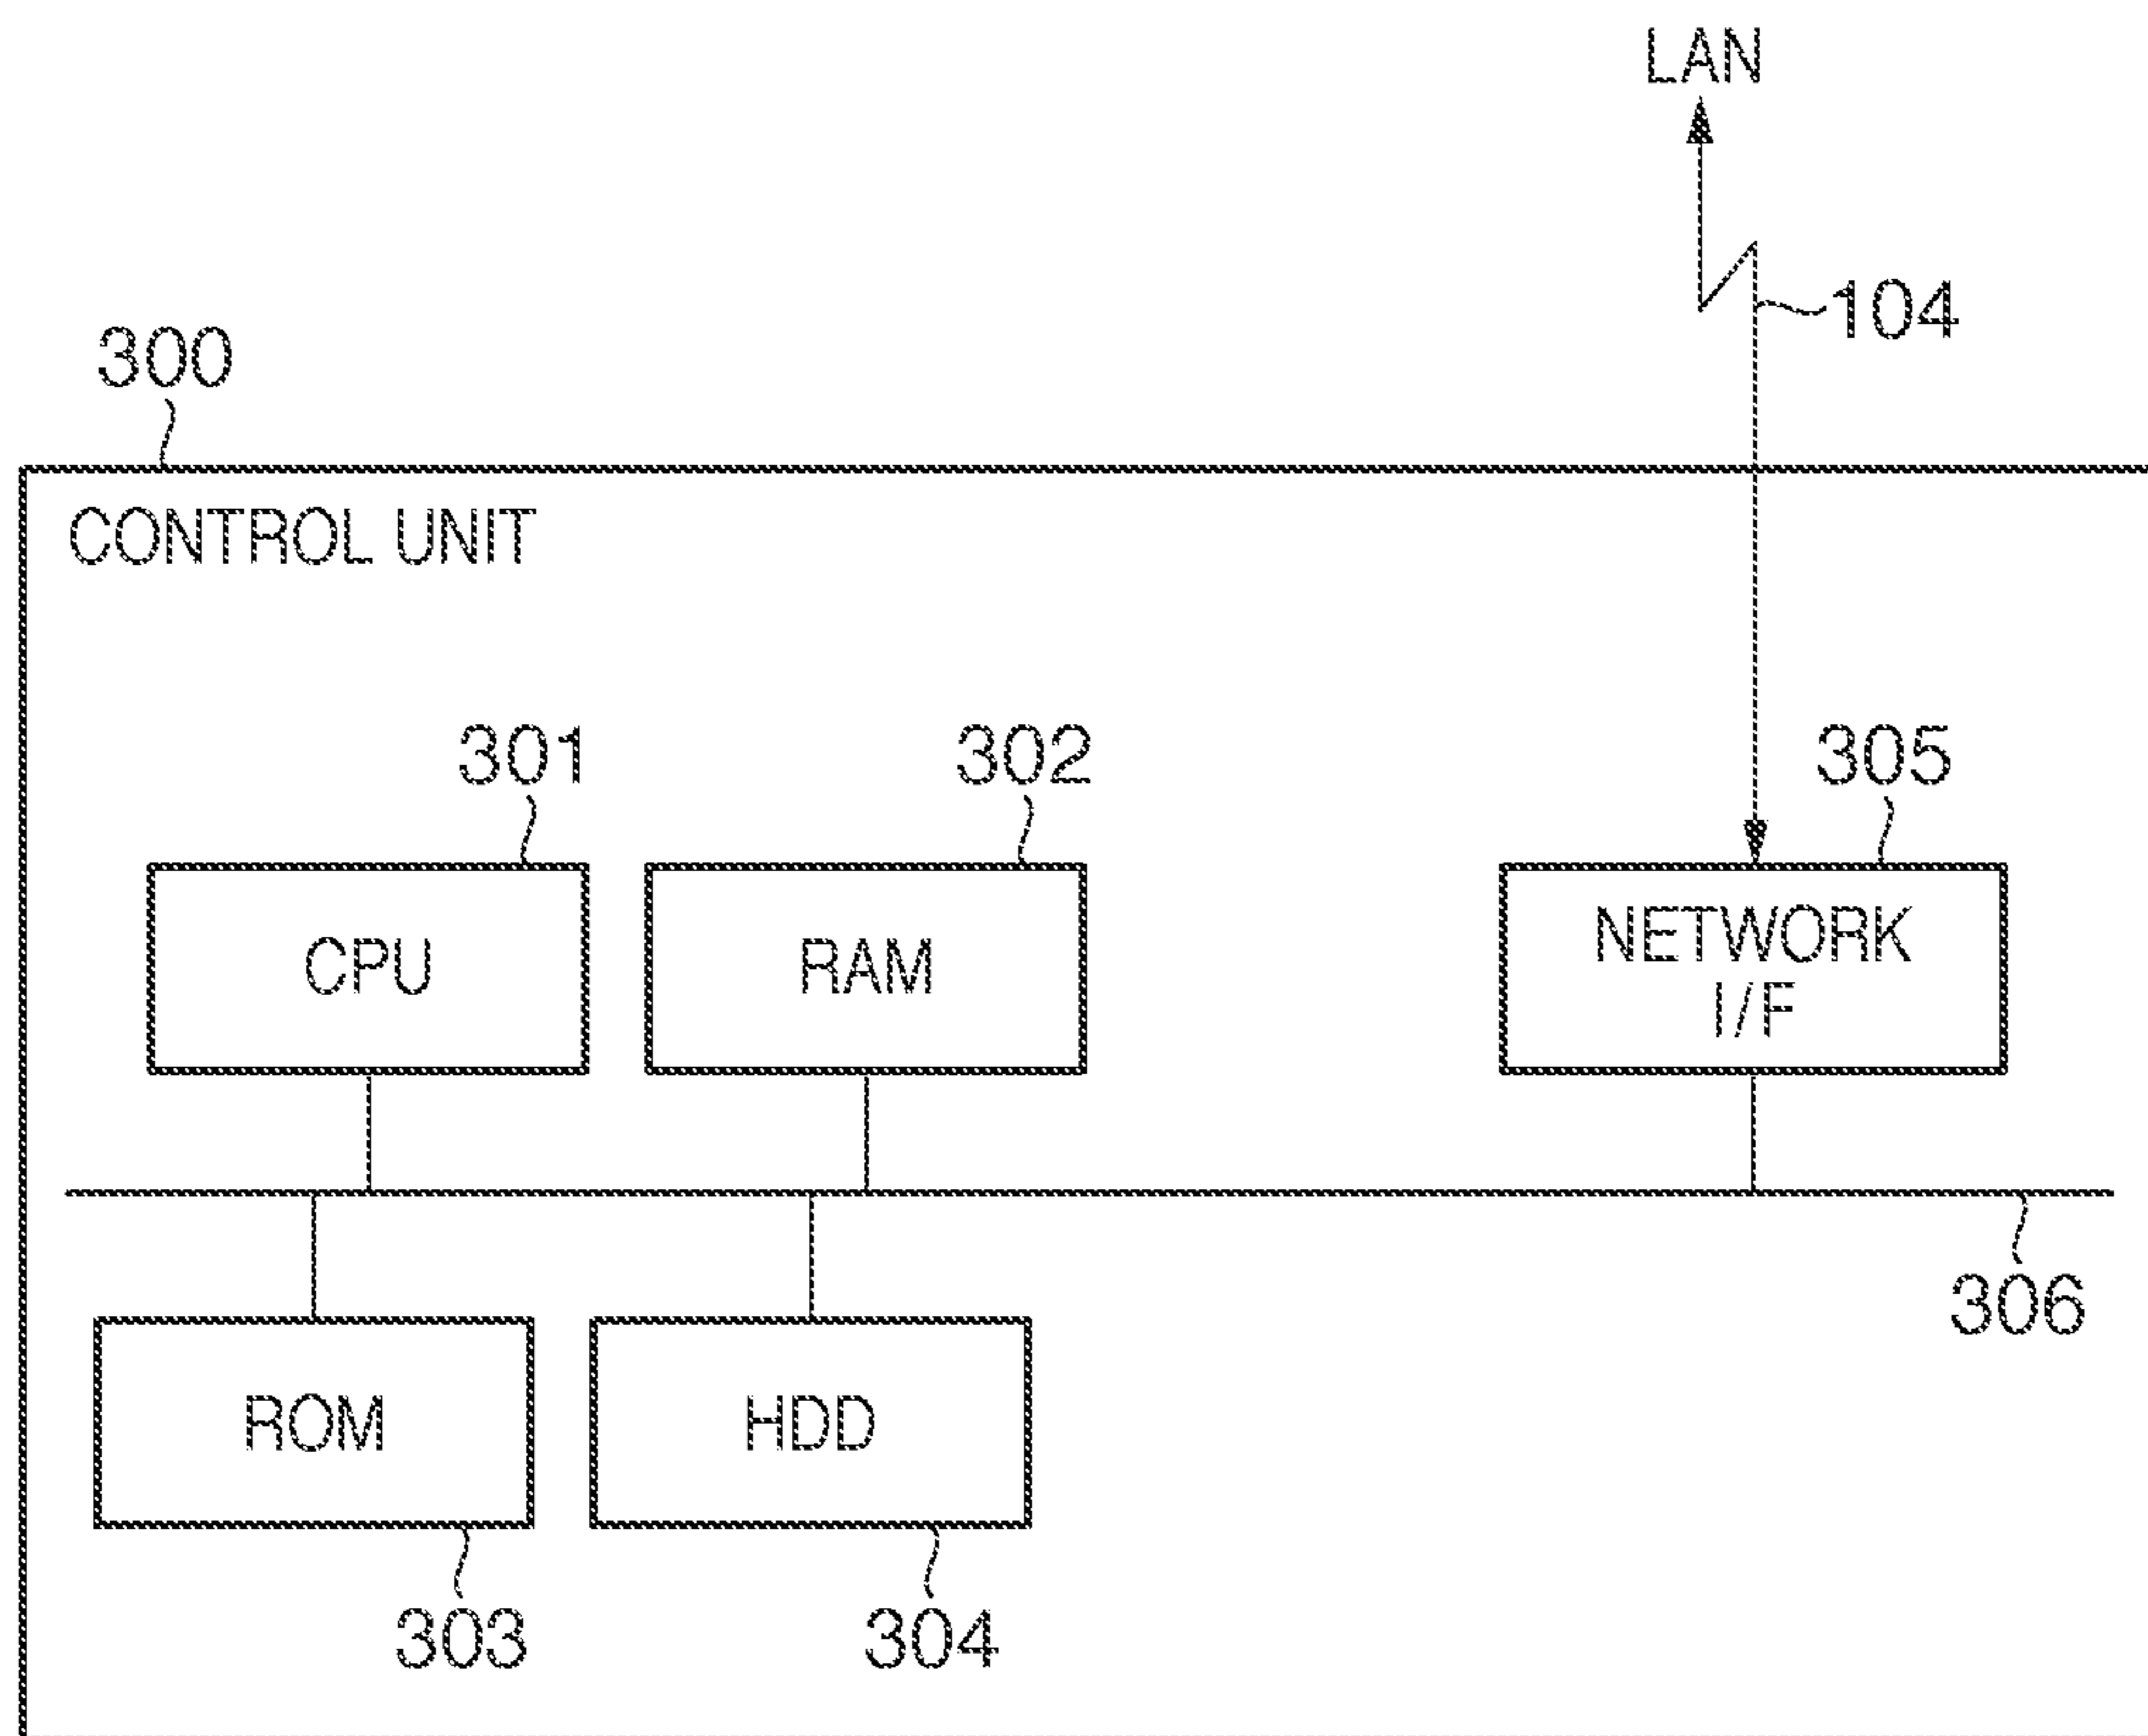 LAN
104
300
CONTROL UNIT
301
302
305
CPU
RAM
NETWORK
I/F
306
ROM
HDD
303
304